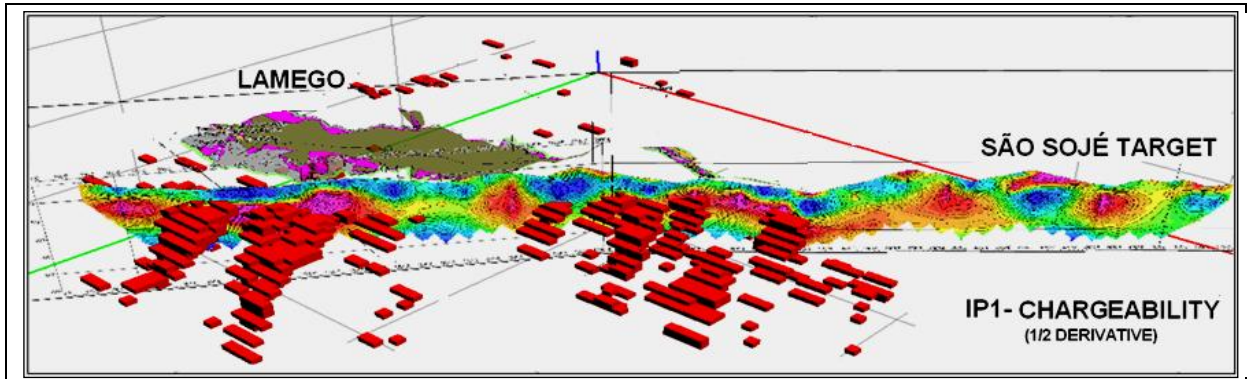 LAMEGO
SÃO SOJÉ TARGET
IP1- CHARGEABILITY
(1/2 DERIVATIVE)